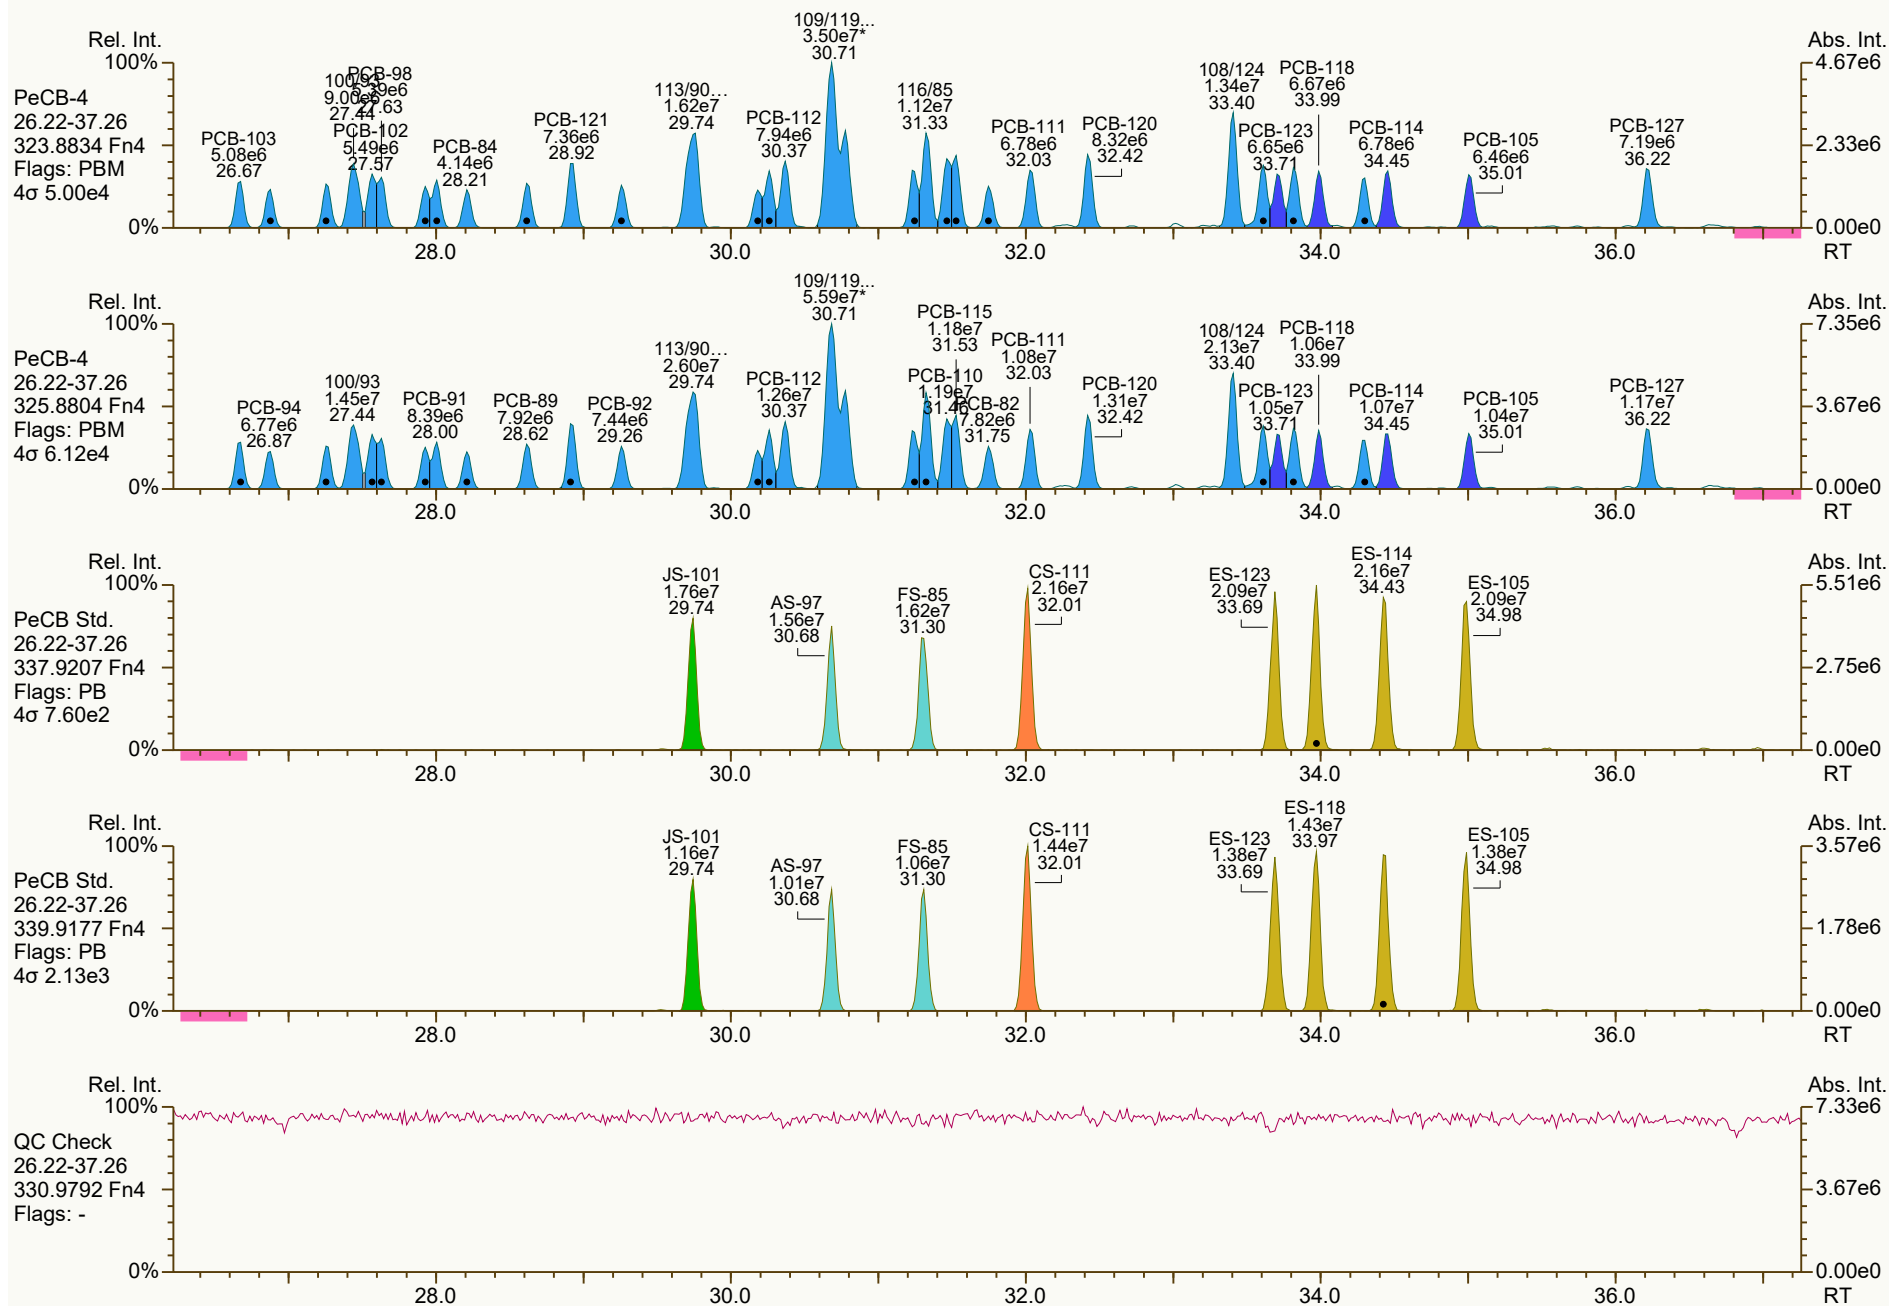 Rel. Int.
100%
0%
PeCB-4
26.22-37.26
323.8834 Fn4
Flags: PBM
4σ 5.00e4
PCB-103
5.08e6
26.67
100/93
9.00e6
27.44
PCB-98
5.39e6
27.63
PCB-102
5.49e6
27.57
PCB-84
4.14e6
28.21
PCB-121
7.36e6
28.92
113/90...
1.62e7
29.74
PCB-112
7.94e6
30.37
109/119...
3.50e7*
30.71
116/85
1.12e7
31.33
PCB-111
6.78e6
32.03
PCB-120
8.32e6
32.42
108/124
1.34e7
33.40
PCB-123
6.65e6
33.71
PCB-118
6.67e6
33.99
PCB-114
6.78e6
34.45
PCB-105
6.46e6
35.01
PCB-127
7.19e6
36.22
Abs. Int.
4.67e6
2.33e6
0.00e0
28.0 30.0 32.0 34.0 36.0 RT
Rel. Int.
100%
0%
PeCB-4
26.22-37.26
325.8804 Fn4
Flags: PBM
4σ 6.12e4
PCB-94
6.77e6
26.87
100/93
1.45e7
27.44
PCB-91
8.39e6
28.00
PCB-89
7.92e6
28.62
PCB-92
7.44e6
29.26
113/90...
2.60e7
29.74
PCB-112
1.26e7
30.37
109/119...
5.59e7*
30.71
PCB-110
1.19e7
31.46
PCB-115
1.18e7
31.53
PCB-82
7.82e6
31.75
PCB-111
1.08e7
32.03
PCB-120
1.31e7
32.42
108/124
2.13e7
33.40
PCB-123
1.05e7
33.71
PCB-118
1.06e7
33.99
PCB-114
1.07e7
34.45
PCB-105
1.04e7
35.01
PCB-127
1.17e7
36.22
Abs. Int.
7.35e6
3.67e6
0.00e0
28.0 30.0 32.0 34.0 36.0 RT
Rel. Int.
100%
0%
PeCB Std.
26.22-37.26
337.9207 Fn4
Flags: PB
4σ 7.60e2
JS-101
1.76e7
29.74
AS-97
1.56e7
30.68
FS-85
1.62e7
31.30
CS-111
2.16e7
32.01
ES-123
2.09e7
33.69
ES-114
2.16e7
34.43
ES-105
2.09e7
34.98
Abs. Int.
5.51e6
2.75e6
0.00e0
28.0 30.0 32.0 34.0 36.0 RT
Rel. Int.
100%
0%
PeCB Std.
26.22-37.26
339.9177 Fn4
Flags: PB
4σ 2.13e3
JS-101
1.16e7
29.74
AS-97
1.01e7
30.68
FS-85
1.06e7
31.30
CS-111
1.44e7
32.01
ES-123
1.38e7
33.69
ES-118
1.43e7
33.97
ES-105
1.38e7
34.98
Abs. Int.
3.57e6
1.78e6
0.00e0
28.0 30.0 32.0 34.0 36.0 RT
Rel. Int.
100%
0%
QC Check
26.22-37.26
330.9792 Fn4
Flags: -
Abs. Int.
7.33e6
3.67e6
0.00e0
28.0 30.0 32.0 34.0 36.0 RT